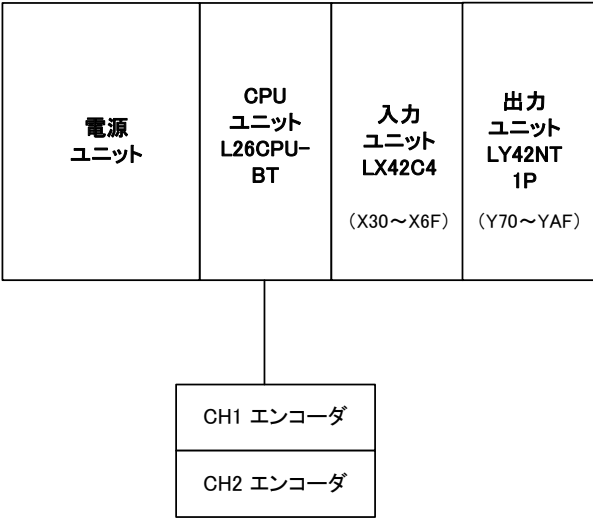 電源
ユニット
CPU
ユニット
L26CPU-
BT
入力
ユニット
LX42C4
（X30～X6F）
出力
ユニット
LY42NT
1P
（Y70～YAF）
CH1 エンコーダ
CH2 エンコーダ